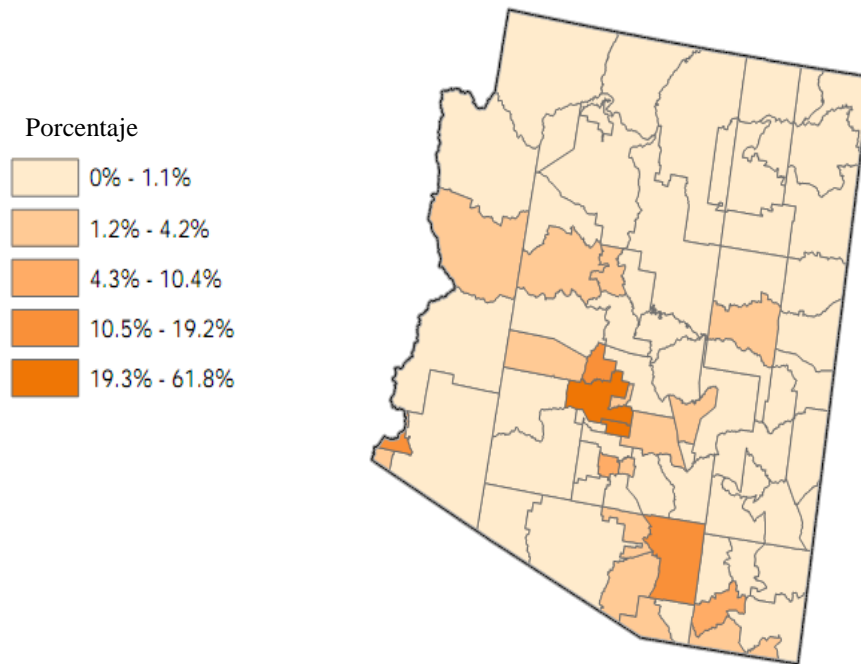 Porcentaje
0% - 1.1%
1.2% - 4.2%
4.3% - 10.4%
10.5% - 19.2%
19.3% - 61.8%